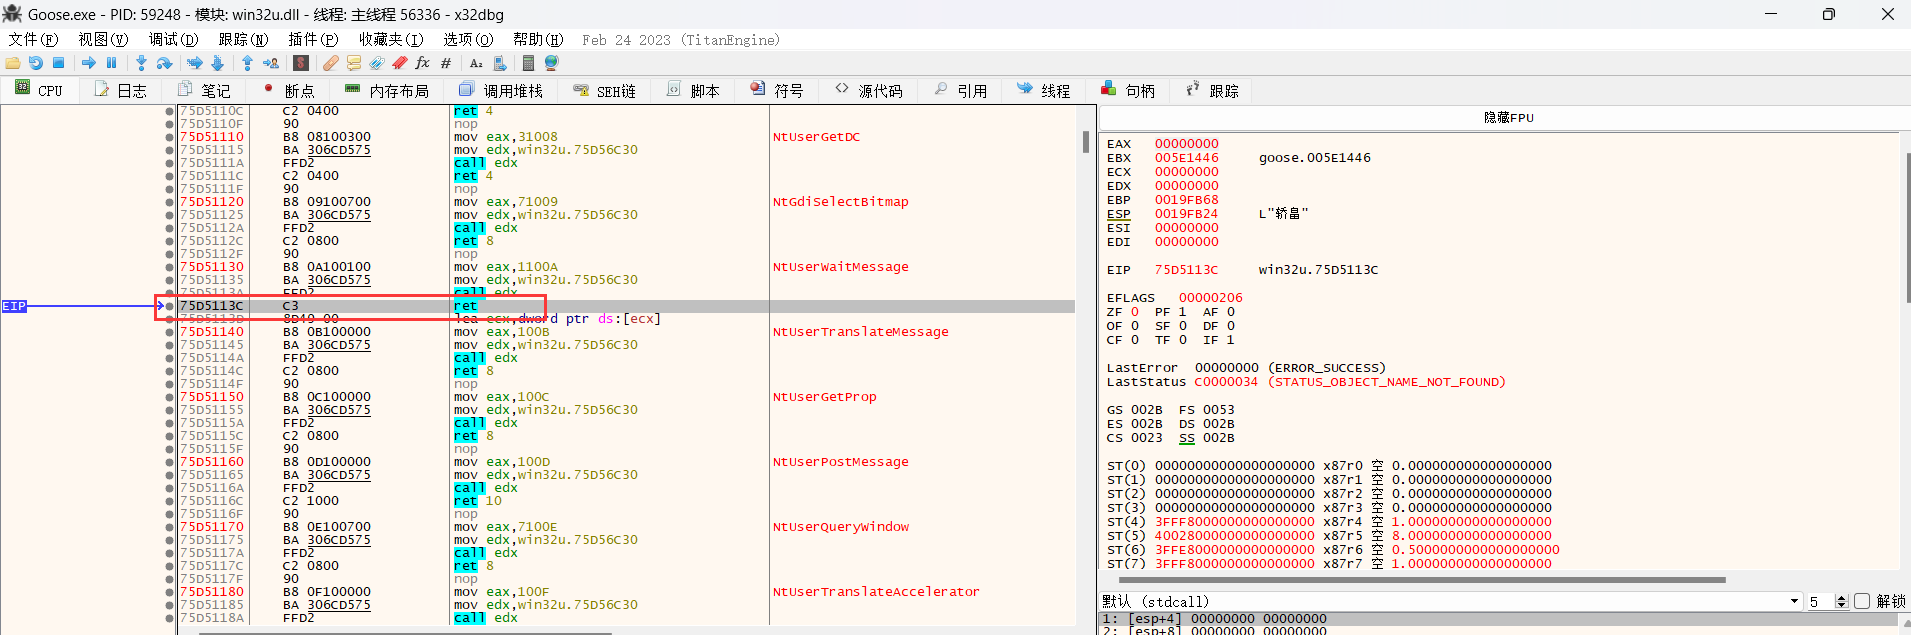 Goose.exe - PID: 59248 - 模块: win32u.dll - 线程: 主线程 56336 - x32dbg
文件(F) 视图(V) 调试(D) 跟踪(N) 插件(P) 收藏夹(I) 选项(O) 帮助(H) Feb 24 2023 (TitanEngine)
CPU 日志 笔记 断点 内存布局 调用堆栈 SEH链 脚本 符号 源代码 引用 线程 句柄 跟踪
75D5110C C2 0400 ret 4
75D5110F 90 nop
75D51110 B8 08100300 mov eax,31008 NtUserGetDC
75D51115 BA 306CD575 mov edx,win32u.75D56C30
75D5111A FFD2 call edx
75D5111C C2 0400 ret 4
75D5111F 90 nop
75D51120 B8 09100700 mov eax,71009 NtGdiSelectBitmap
75D51125 BA 306CD575 mov edx,win32u.75D56C30
75D5112A FFD2 call edx
75D5112C C2 0800 ret 8
75D5112F 90 nop
75D51130 B8 0A100100 mov eax,1100A NtUserWaitMessage
75D51135 BA 306CD575 mov edx,win32u.75D56C30
75D5113A FFD2 call edx
EIP 75D5113C C3 ret
75D5113D 8D49 00 lea ecx,dword ptr ds:[ecx]
75D51140 B8 0B100000 mov eax,100B NtUserTranslateMessage
75D51145 BA 306CD575 mov edx,win32u.75D56C30
75D5114A FFD2 call edx
75D5114C C2 0800 ret 8
75D5114F 90 nop
75D51150 B8 0C100000 mov eax,100C NtUserGetProp
75D51155 BA 306CD575 mov edx,win32u.75D56C30
75D5115A FFD2 call edx
75D5115C C2 0800 ret 8
75D5115F 90 nop
75D51160 B8 0D100000 mov eax,100D NtUserPostMessage
75D51165 BA 306CD575 mov edx,win32u.75D56C30
75D5116A FFD2 call edx
75D5116C C2 1000 ret 10
75D5116F 90 nop
75D51170 B8 0E100700 mov eax,7100E NtUserQueryWindow
75D51175 BA 306CD575 mov edx,win32u.75D56C30
75D5117A FFD2 call edx
75D5117C C2 0800 ret 8
75D5117F 90 nop
75D51180 B8 0F100000 mov eax,100F NtUserTranslateAccelerator
75D51185 BA 306CD575 mov edx,win32u.75D56C30
75D5118A FFD2 call edx
隐藏FPU
EAX 00000000
EBX 005E1446 goose.005E1446
ECX 00000000
EDX 00000000
EBP 0019FB68
ESP 0019FB24 L"轿畠"
ESI 00000000
EDI 00000000
EIP 75D5113C win32u.75D5113C
EFLAGS 00000206
ZF 0 PF 1 AF 0
OF 0 SF 0 DF 0
CF 0 TF 0 IF 1
LastError 00000000 (ERROR_SUCCESS)
LastStatus C0000034 (STATUS_OBJECT_NAME_NOT_FOUND)
GS 002B FS 0053
ES 002B DS 002B
CS 0023 SS 002B
ST(0) 00000000000000000000 x87r0 空 0.000000000000000000
ST(1) 00000000000000000000 x87r1 空 0.000000000000000000
ST(2) 00000000000000000000 x87r2 空 0.000000000000000000
ST(3) 00000000000000000000 x87r3 空 0.000000000000000000
ST(4) 3FFF8000000000000000 x87r4 空 1.000000000000000000
ST(5) 40028000000000000000 x87r5 空 8.000000000000000000
ST(6) 3FFE8000000000000000 x87r6 空 0.5000000000000000000
ST(7) 3FFF8000000000000000 x87r7 空 1.000000000000000000
默认 (stdcall) 5 解锁
1: [esp+4] 00000000 00000000
2: [esp+8] 00000000 00000000